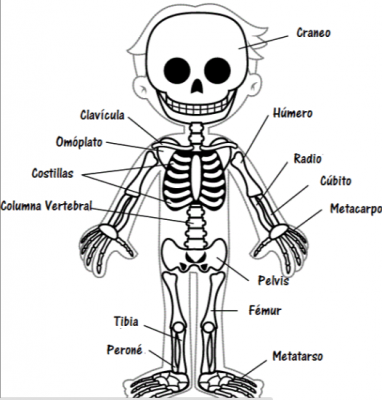 Craneo
Clavícula
Húmero
Omóplato
Radio
Costillas
Cúbito
Columna Vertebral
Metacarpo
Pelvis
Fémur
Tibia
Peroné
Metatarso